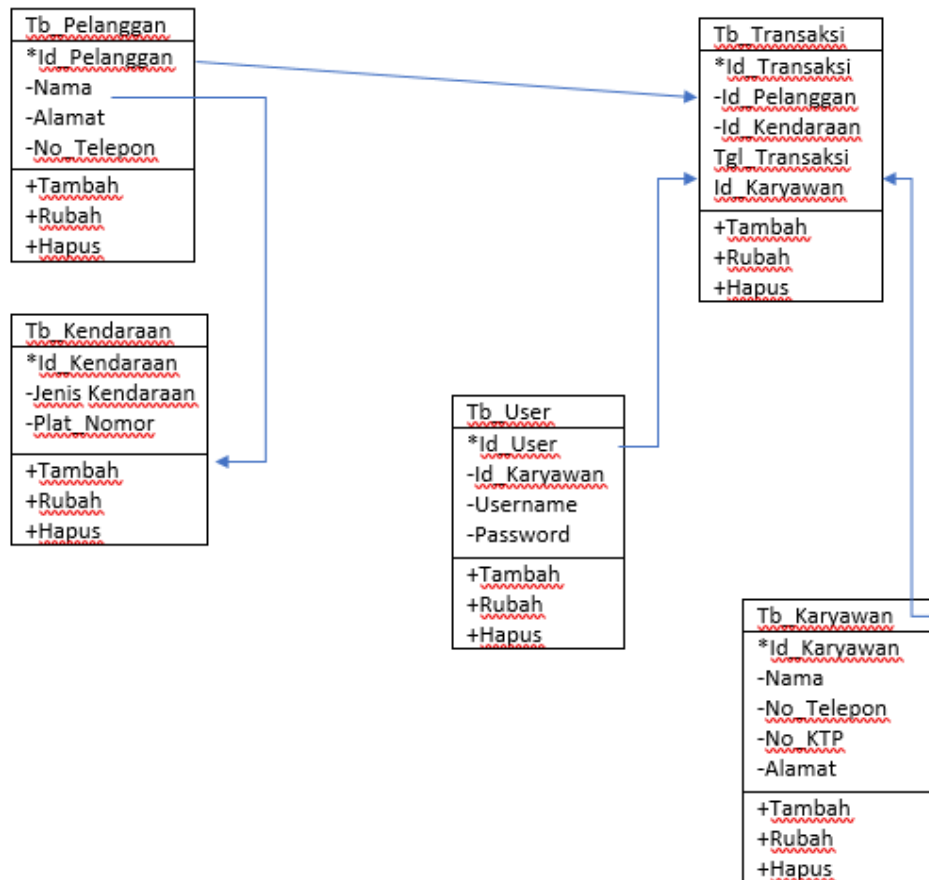 Tb_Pelanggan
*Id_Pelanggan
-Nama
-Alamat
-No_Telepon
+Tambah
+Rubah
+Hapus
Tb_Transaksi
*Id_Transaksi
-Id_Pelanggan
-Id_Kendaraan
Tgl_Transaksi
Id_Karyawan
+Tambah
+Rubah
+Hapus
Tb_Kendaraan
*Id_Kendaraan
-Jenis Kendaraan
-Plat_Nomor
+Tambah
+Rubah
+Hapus
Tb_User
*Id_User
-Id_Karyawan
-Username
-Password
+Tambah
+Rubah
+Hapus
Tb_Karyawan
*Id_Karyawan
-Nama
-No_Telepon
-No_KTP
-Alamat
+Tambah
+Rubah
+Hapus